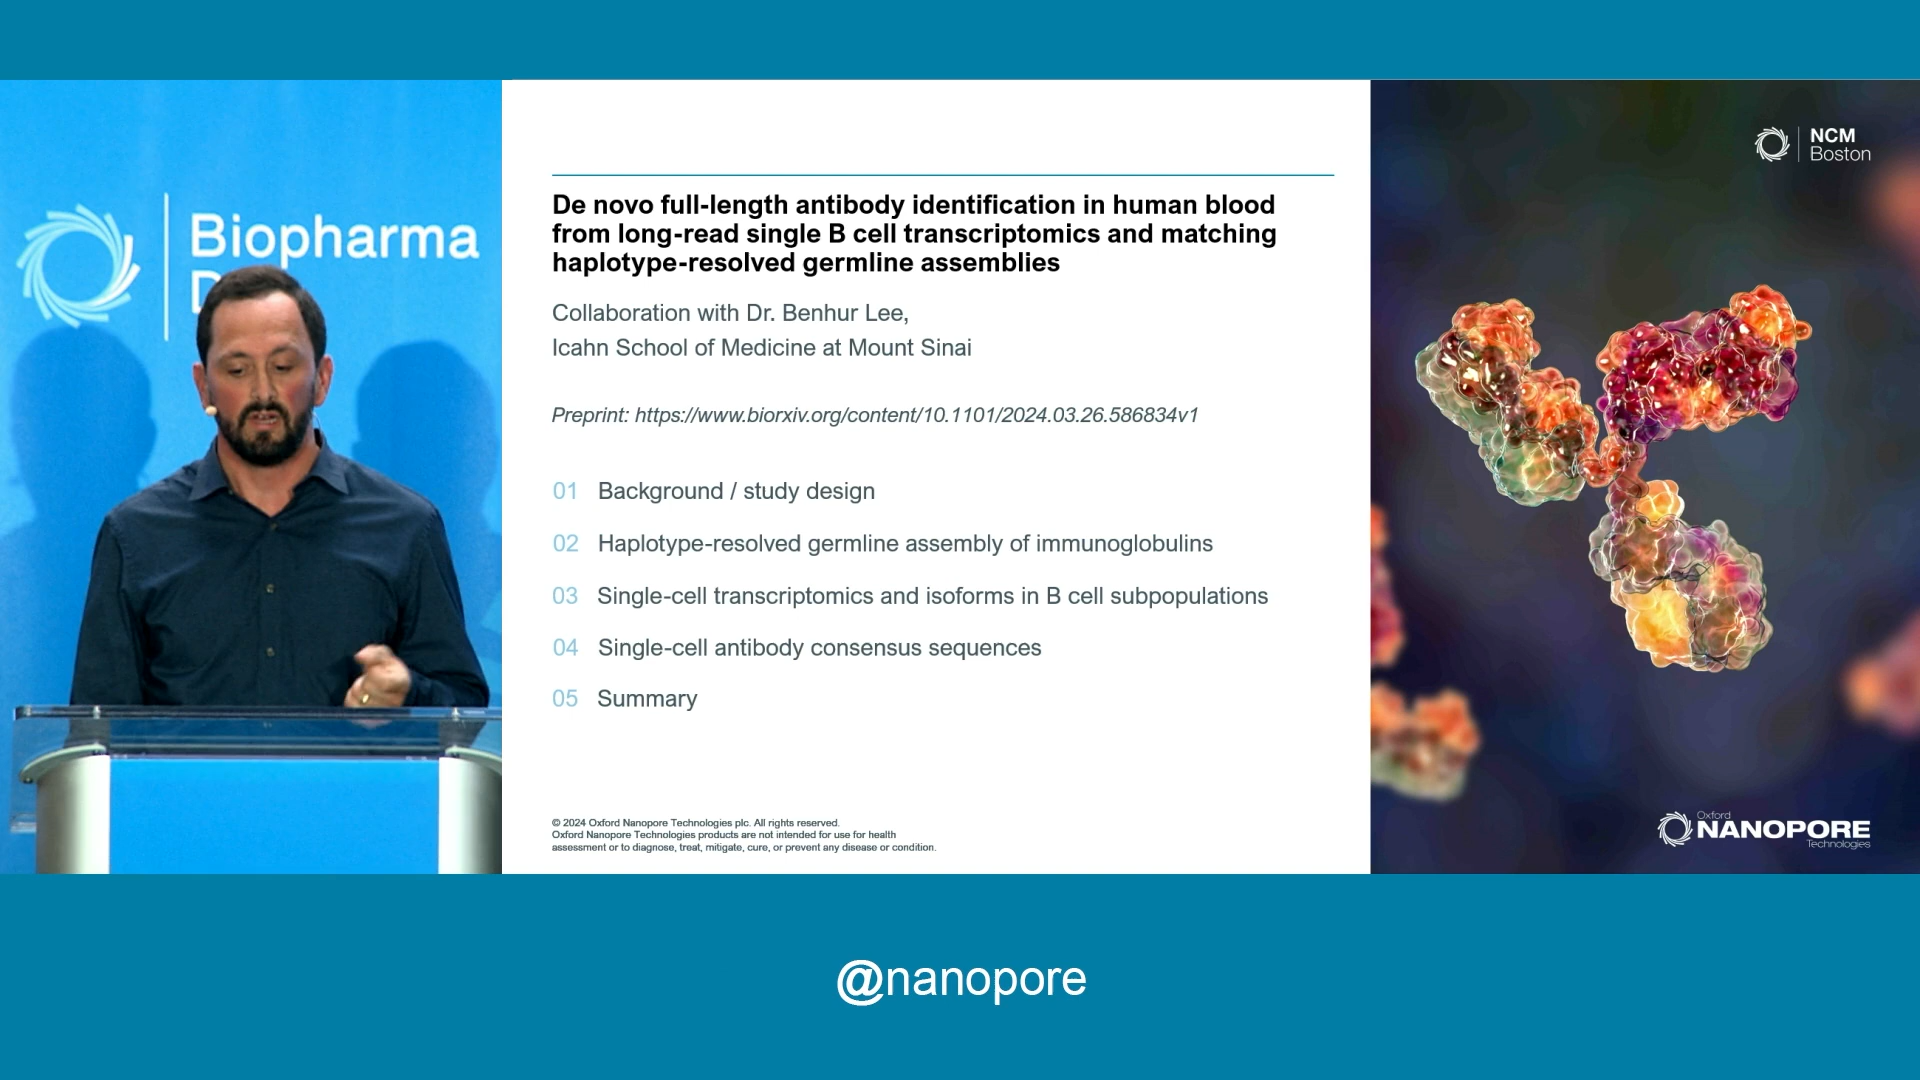 Biopharma
D
NCM
Boston
De novo full-length antibody identification in human blood
from long-read single B cell transcriptomics and matching
haplotype-resolved germline assemblies
Collaboration with Dr. Benhur Lee,
Icahn School of Medicine at Mount Sinai
Preprint: https://www.biorxiv.org/content/10.1101/2024.03.26.586834v1
01 Background / study design
02 Haplotype-resolved germline assembly of immunoglobulins
03 Single-cell transcriptomics and isoforms in B cell subpopulations
04 Single-cell antibody consensus sequences
05 Summary
© 2024 Oxford Nanopore Technologies plc. All rights reserved.
Oxford Nanopore Technologies products are not intended for use for health
assessment or to diagnose, treat, mitigate, cure, or prevent any disease or condition.
Oxford
NANOPORE
Technologies
@nanopore